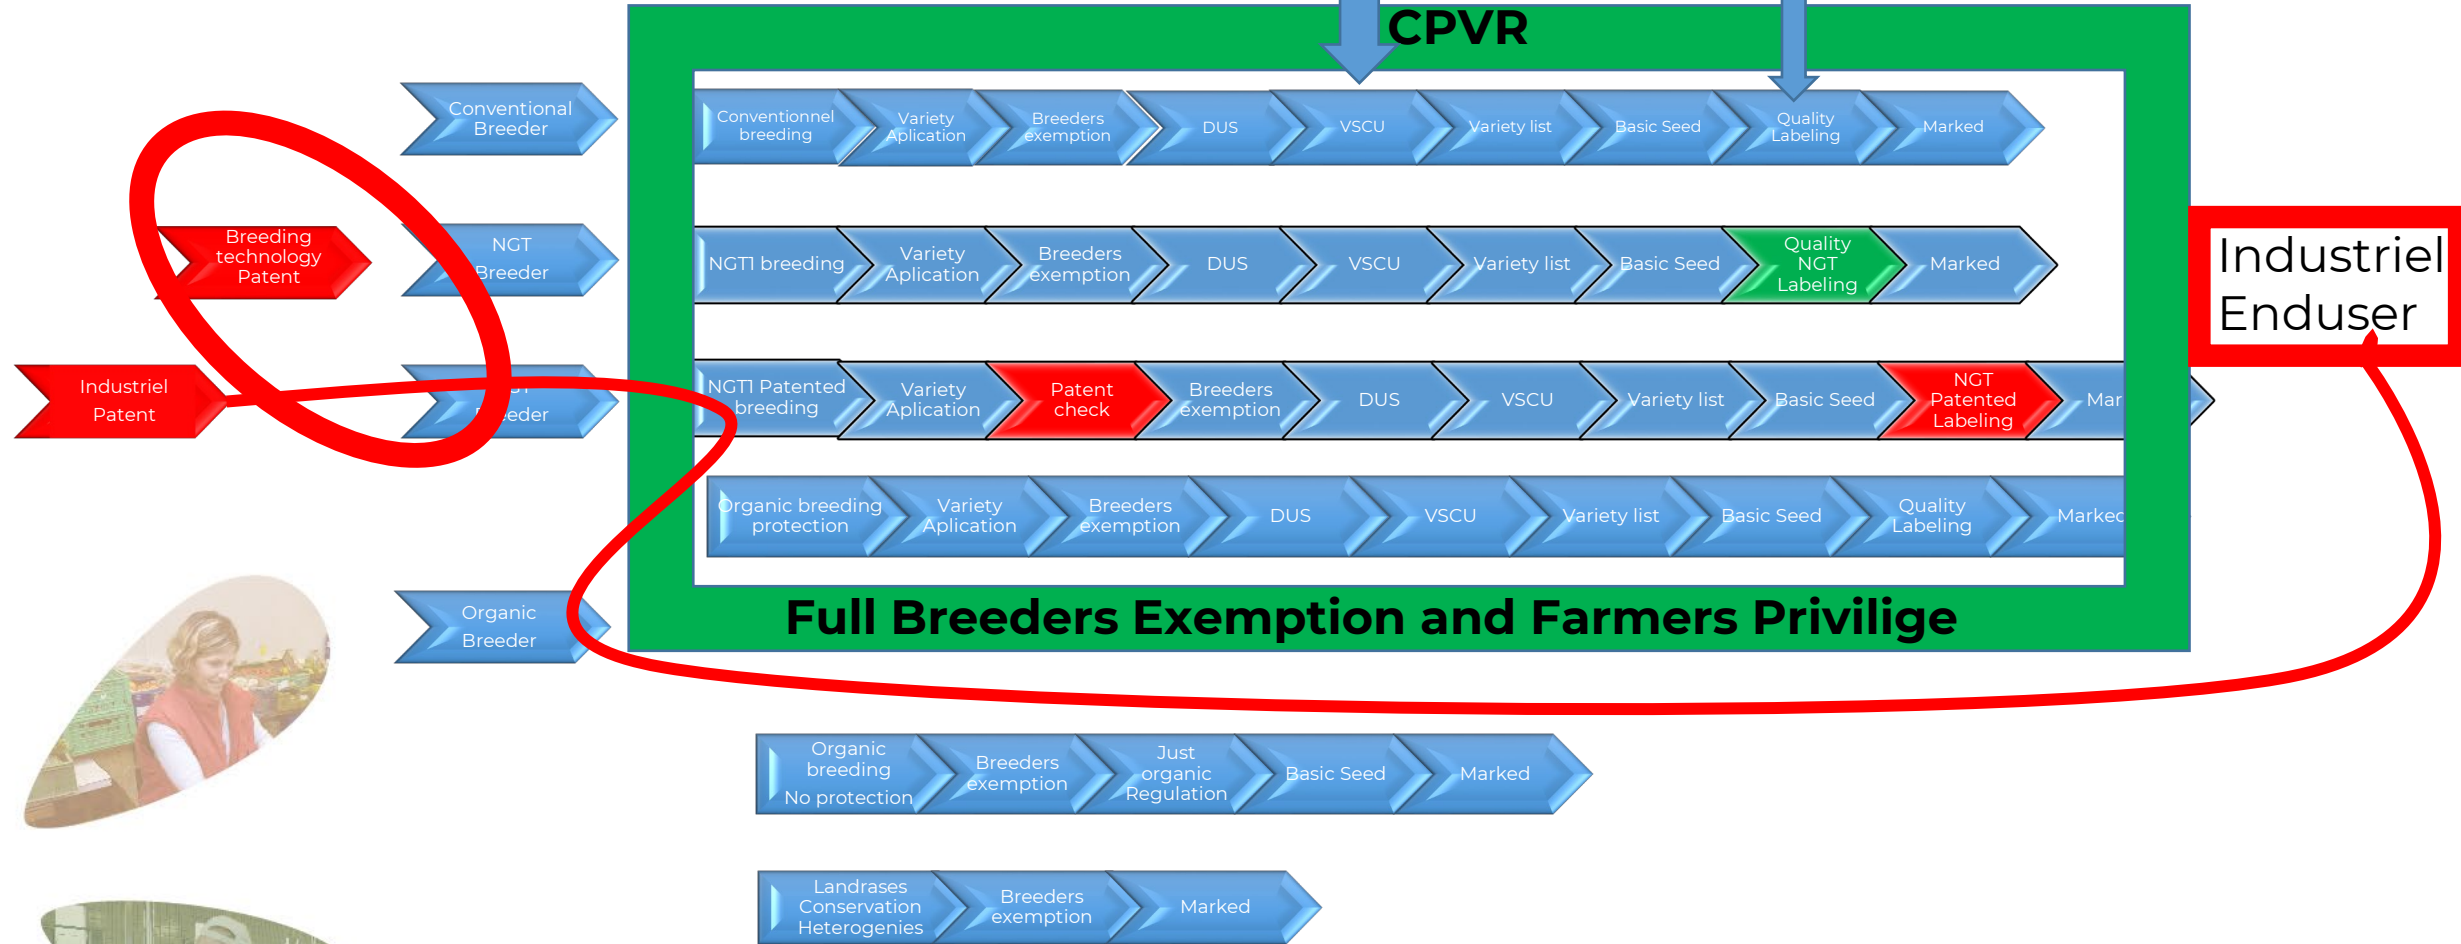 CPVR
Conventional
Breeder
Conventionnel
breeding
Variety
Aplication
Breeders
exemption
DUS
VSCU
Variety list
Basic Seed
Quality
Labeling
Marked
Breeding
technology
Patent
NGT
Breeder
NGT1 breeding
Variety
Aplication
Breeders
exemption
DUS
VSCU
Variety list
Basic Seed
Quality
NGT
Labeling
Marked
Industriel
Enduser
Industriel
Patent
NGT1 Patented
breeding
Variety
Aplication
Patent
check
Breeders
exemption
DUS
VSCU
Variety list
Basic Seed
NGT
Patented
Labeling
Mar
Organic breeding
protection
Variety
Aplication
Breeders
exemption
DUS
VSCU
Variety list
Basic Seed
Quality
Labeling
Marked
Organic
Breeder
Full Breeders Exemption and Farmers Privilige
Organic
breeding
No protection
Breeders
exemption
Just
organic
Regulation
Basic Seed
Marked
Landrases
Conservation
Heterogenies
Breeders
exemption
Marked